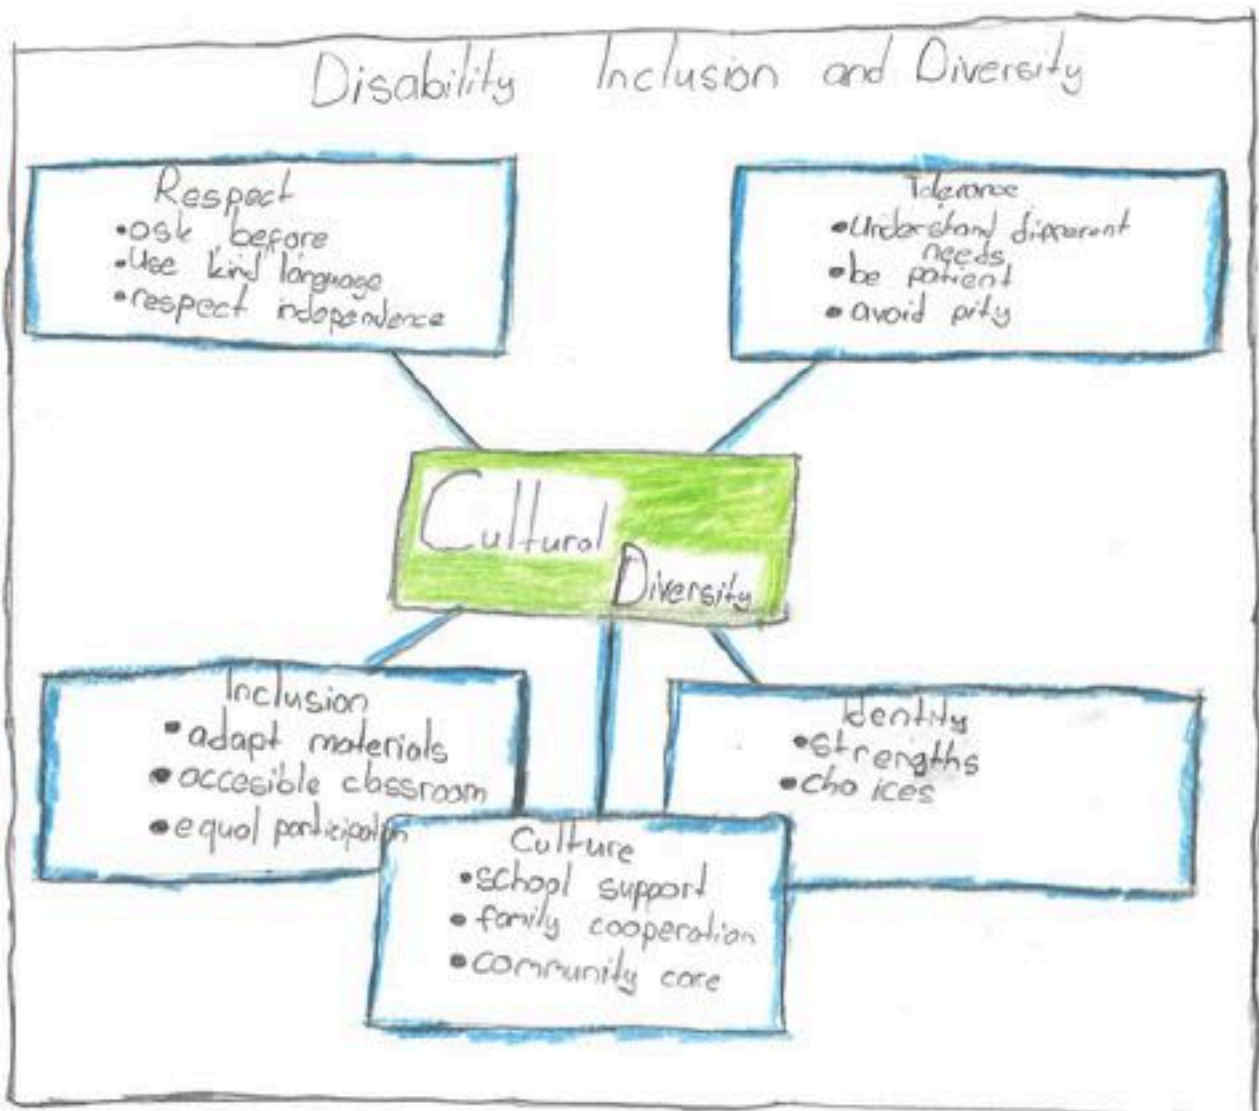 Disability Inclusion and Diversity
Respect
•ask before
•Use kind language
•respect independence
Tolerance
•Understand different
needs
•be patient
•avoid pity
Cultural
Diversity
Inclusion
•adapt materials
•accesible classroom
•equal participation
Identity
•strengths
•choices
Culture
•school support
•family cooperation
•community care